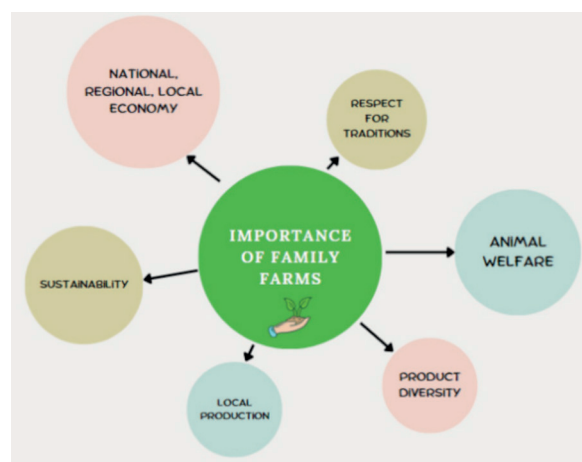 NATIONAL,
REGIONAL, LOCAL
ECONOMY
RESPECT
FOR
TRADITIONS
IMPORTANCE
OF FAMILY
FARMS
ANIMAL
WELFARE
SUSTAINABILITY
PRODUCT
DIVERSITY
LOCAL
PRODUCTION